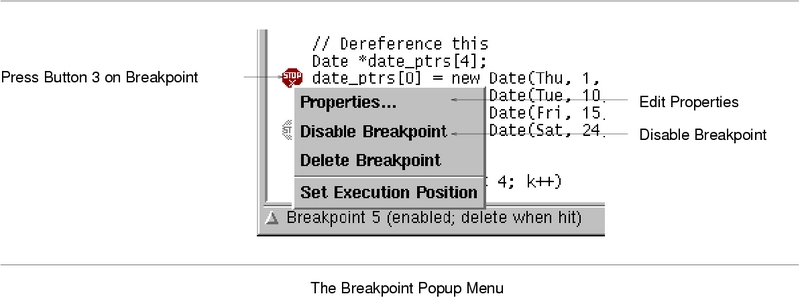 // Dereference this
Date *date_ptrs[4];
Press Button 3 on Breakpoint
STOP
date_ptrs[0] = new Date(Thu, 1,
Properties...
Date(Tue, 10,
Edit Properties
Date(Fri, 15,
ST
Disable Breakpoint
Date(Sat, 24,
Disable Breakpoint
Delete Breakpoint
4; k++)
Set Execution Position
Breakpoint 5 (enabled; delete when hit)
The Breakpoint Popup Menu